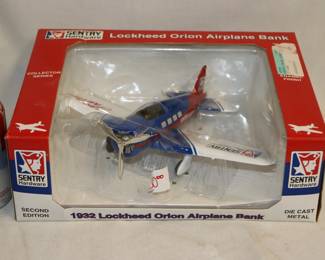 SENTRY
Hardware
Lockheed Orion Airplane Bank
COLLECTOR
SERIES
SENTRY
SENTRY
Hardware
SECOND
EDITION
1932 Lockheed Orion Airplane Bank
DIE CAST
METAL
SENTRY
Hardware